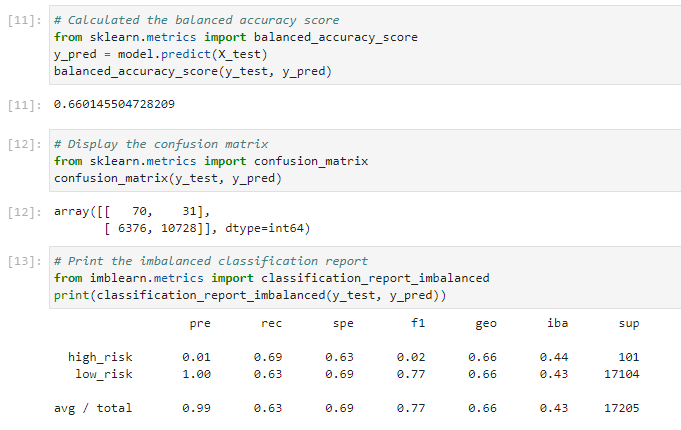 [11]: # Calculated the balanced accuracy score
from sklearn.metrics import balanced_accuracy_score
y_pred = model.predict(X_test)
balanced_accuracy_score(y_test, y_pred)
[11]: 0.660145504728209
[12]: # Display the confusion matrix
from sklearn.metrics import confusion_matrix
confusion_matrix(y_test, y_pred)
[12]: array([[   70,    31],
       [ 6376, 10728]], dtype=int64)
[13]: # Print the imbalanced classification report
from imblearn.metrics import classification_report_imbalanced
print(classification_report_imbalanced(y_test, y_pred))
pre rec spe f1 geo iba sup
high_risk 0.01 0.69 0.63 0.02 0.66 0.44 101
low_risk 1.00 0.63 0.69 0.77 0.66 0.43 17104
avg / total 0.99 0.63 0.69 0.77 0.66 0.43 17205